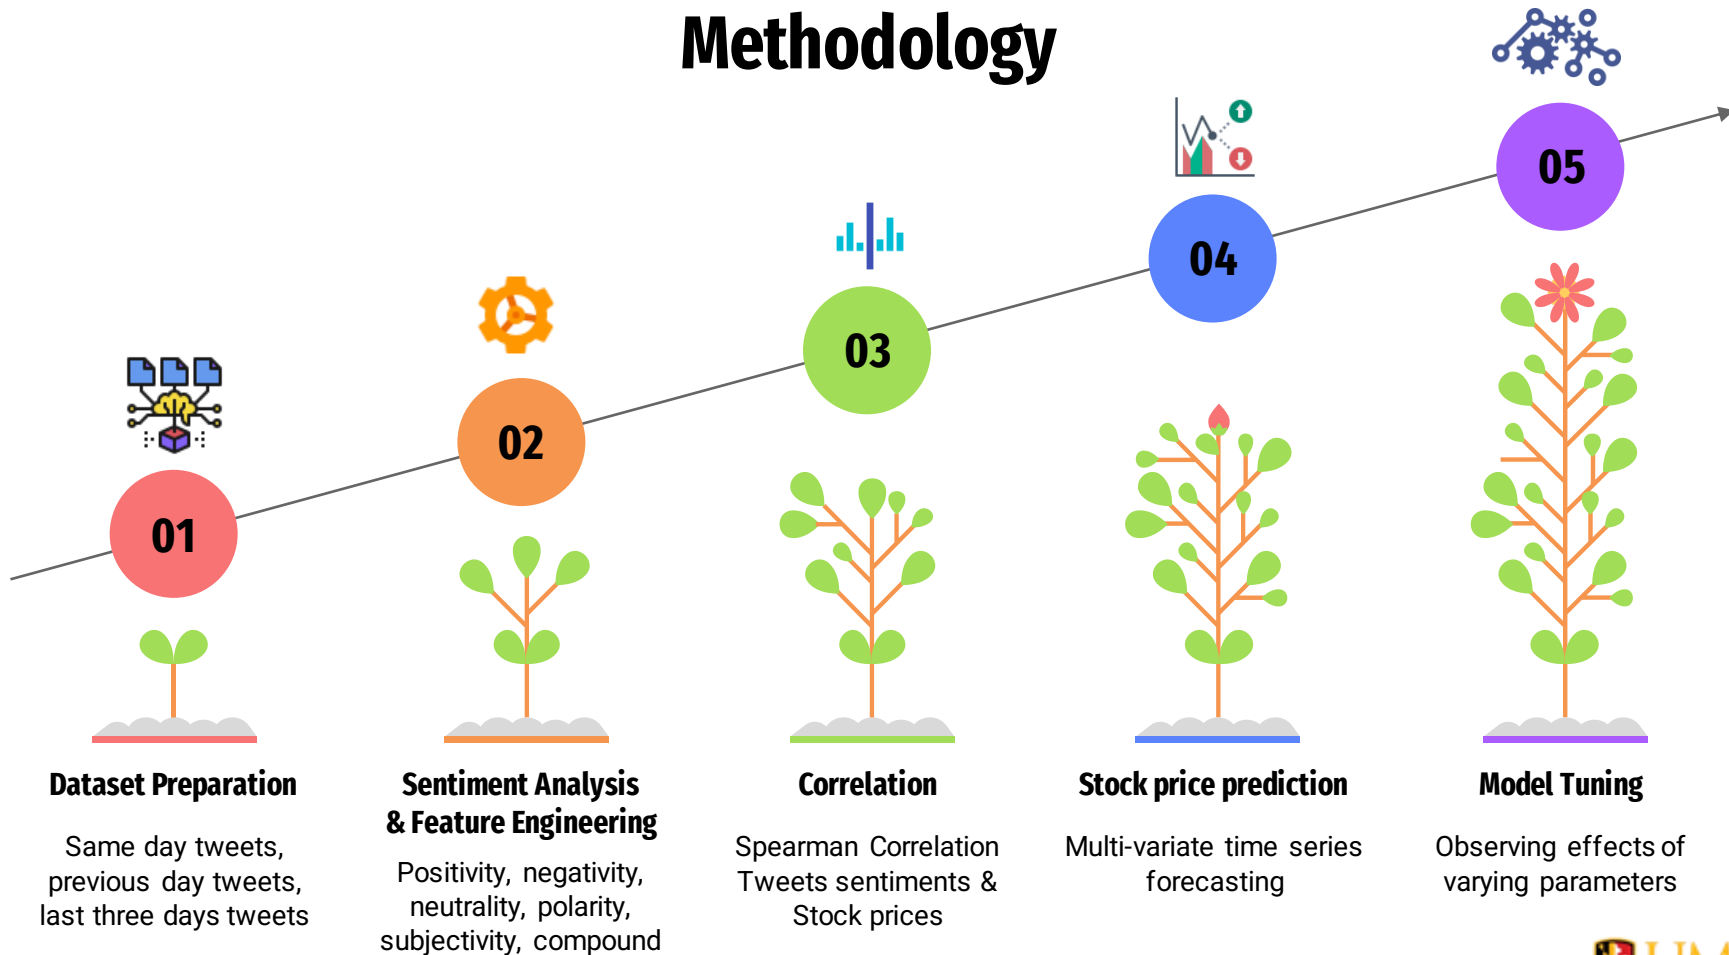 Methodology
01
02
03
04
05
Dataset Preparation
Same day tweets,
previous day tweets,
last three days tweets
Sentiment Analysis
& Feature Engineering
Positivity, negativity,
neutrality, polarity,
subjectivity, compound
Correlation
Spearman Correlation
Tweets sentiments &
Stock prices
Stock price prediction
Multi-variate time series
forecasting
Model Tuning
Observing effects of
varying parameters